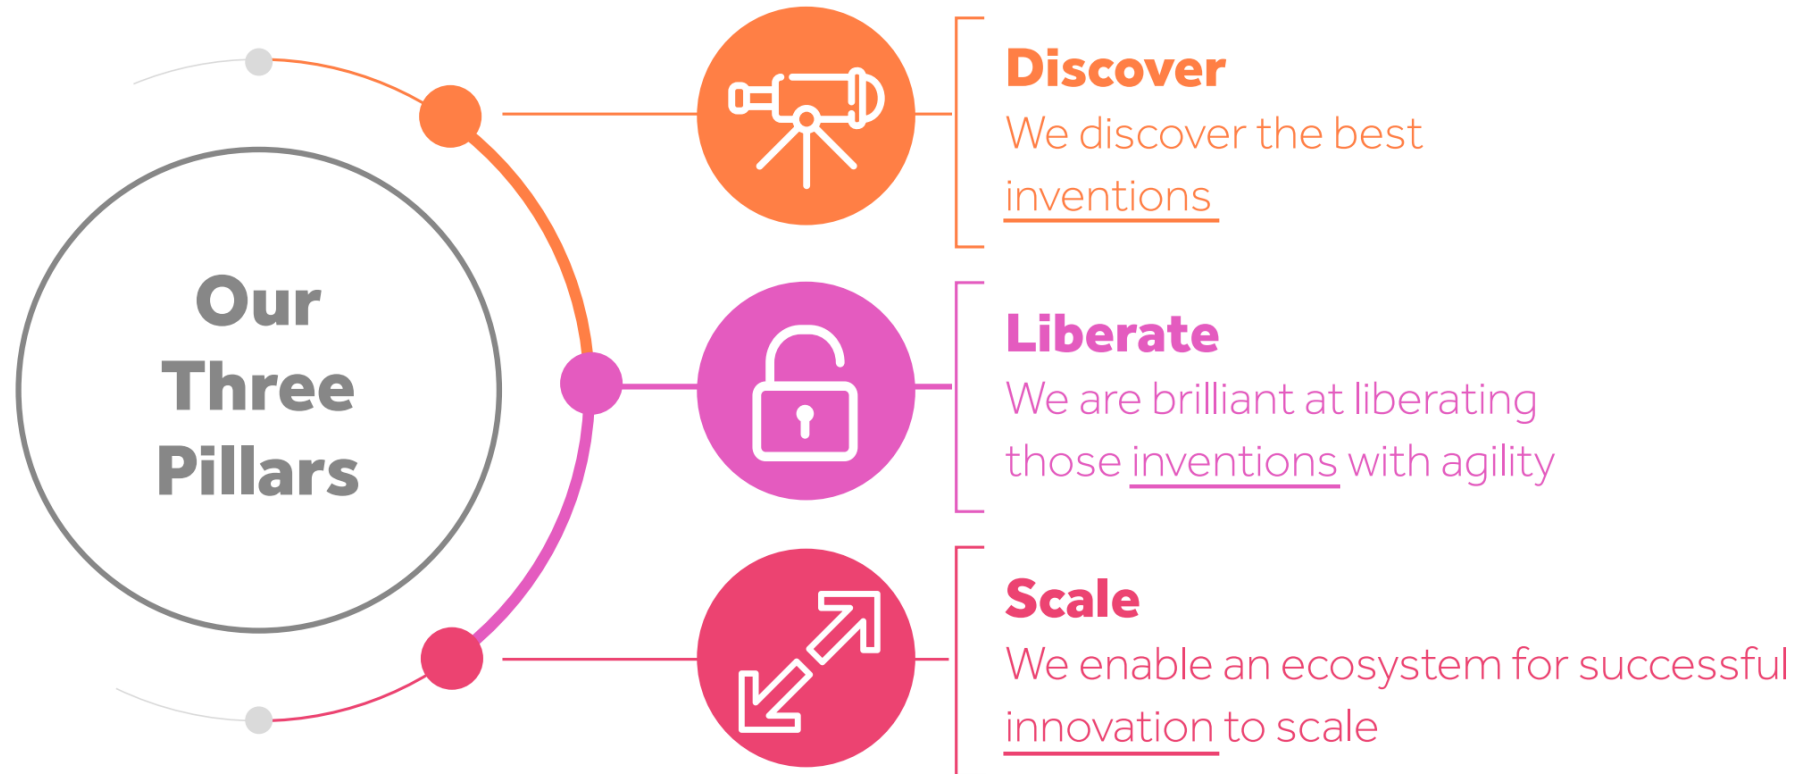 Our
Three
Pillars
Discover
We discover the best
inventions
Liberate
We are brilliant at liberating
those inventions with agility
Scale
We enable an ecosystem for successful
innovation to scale